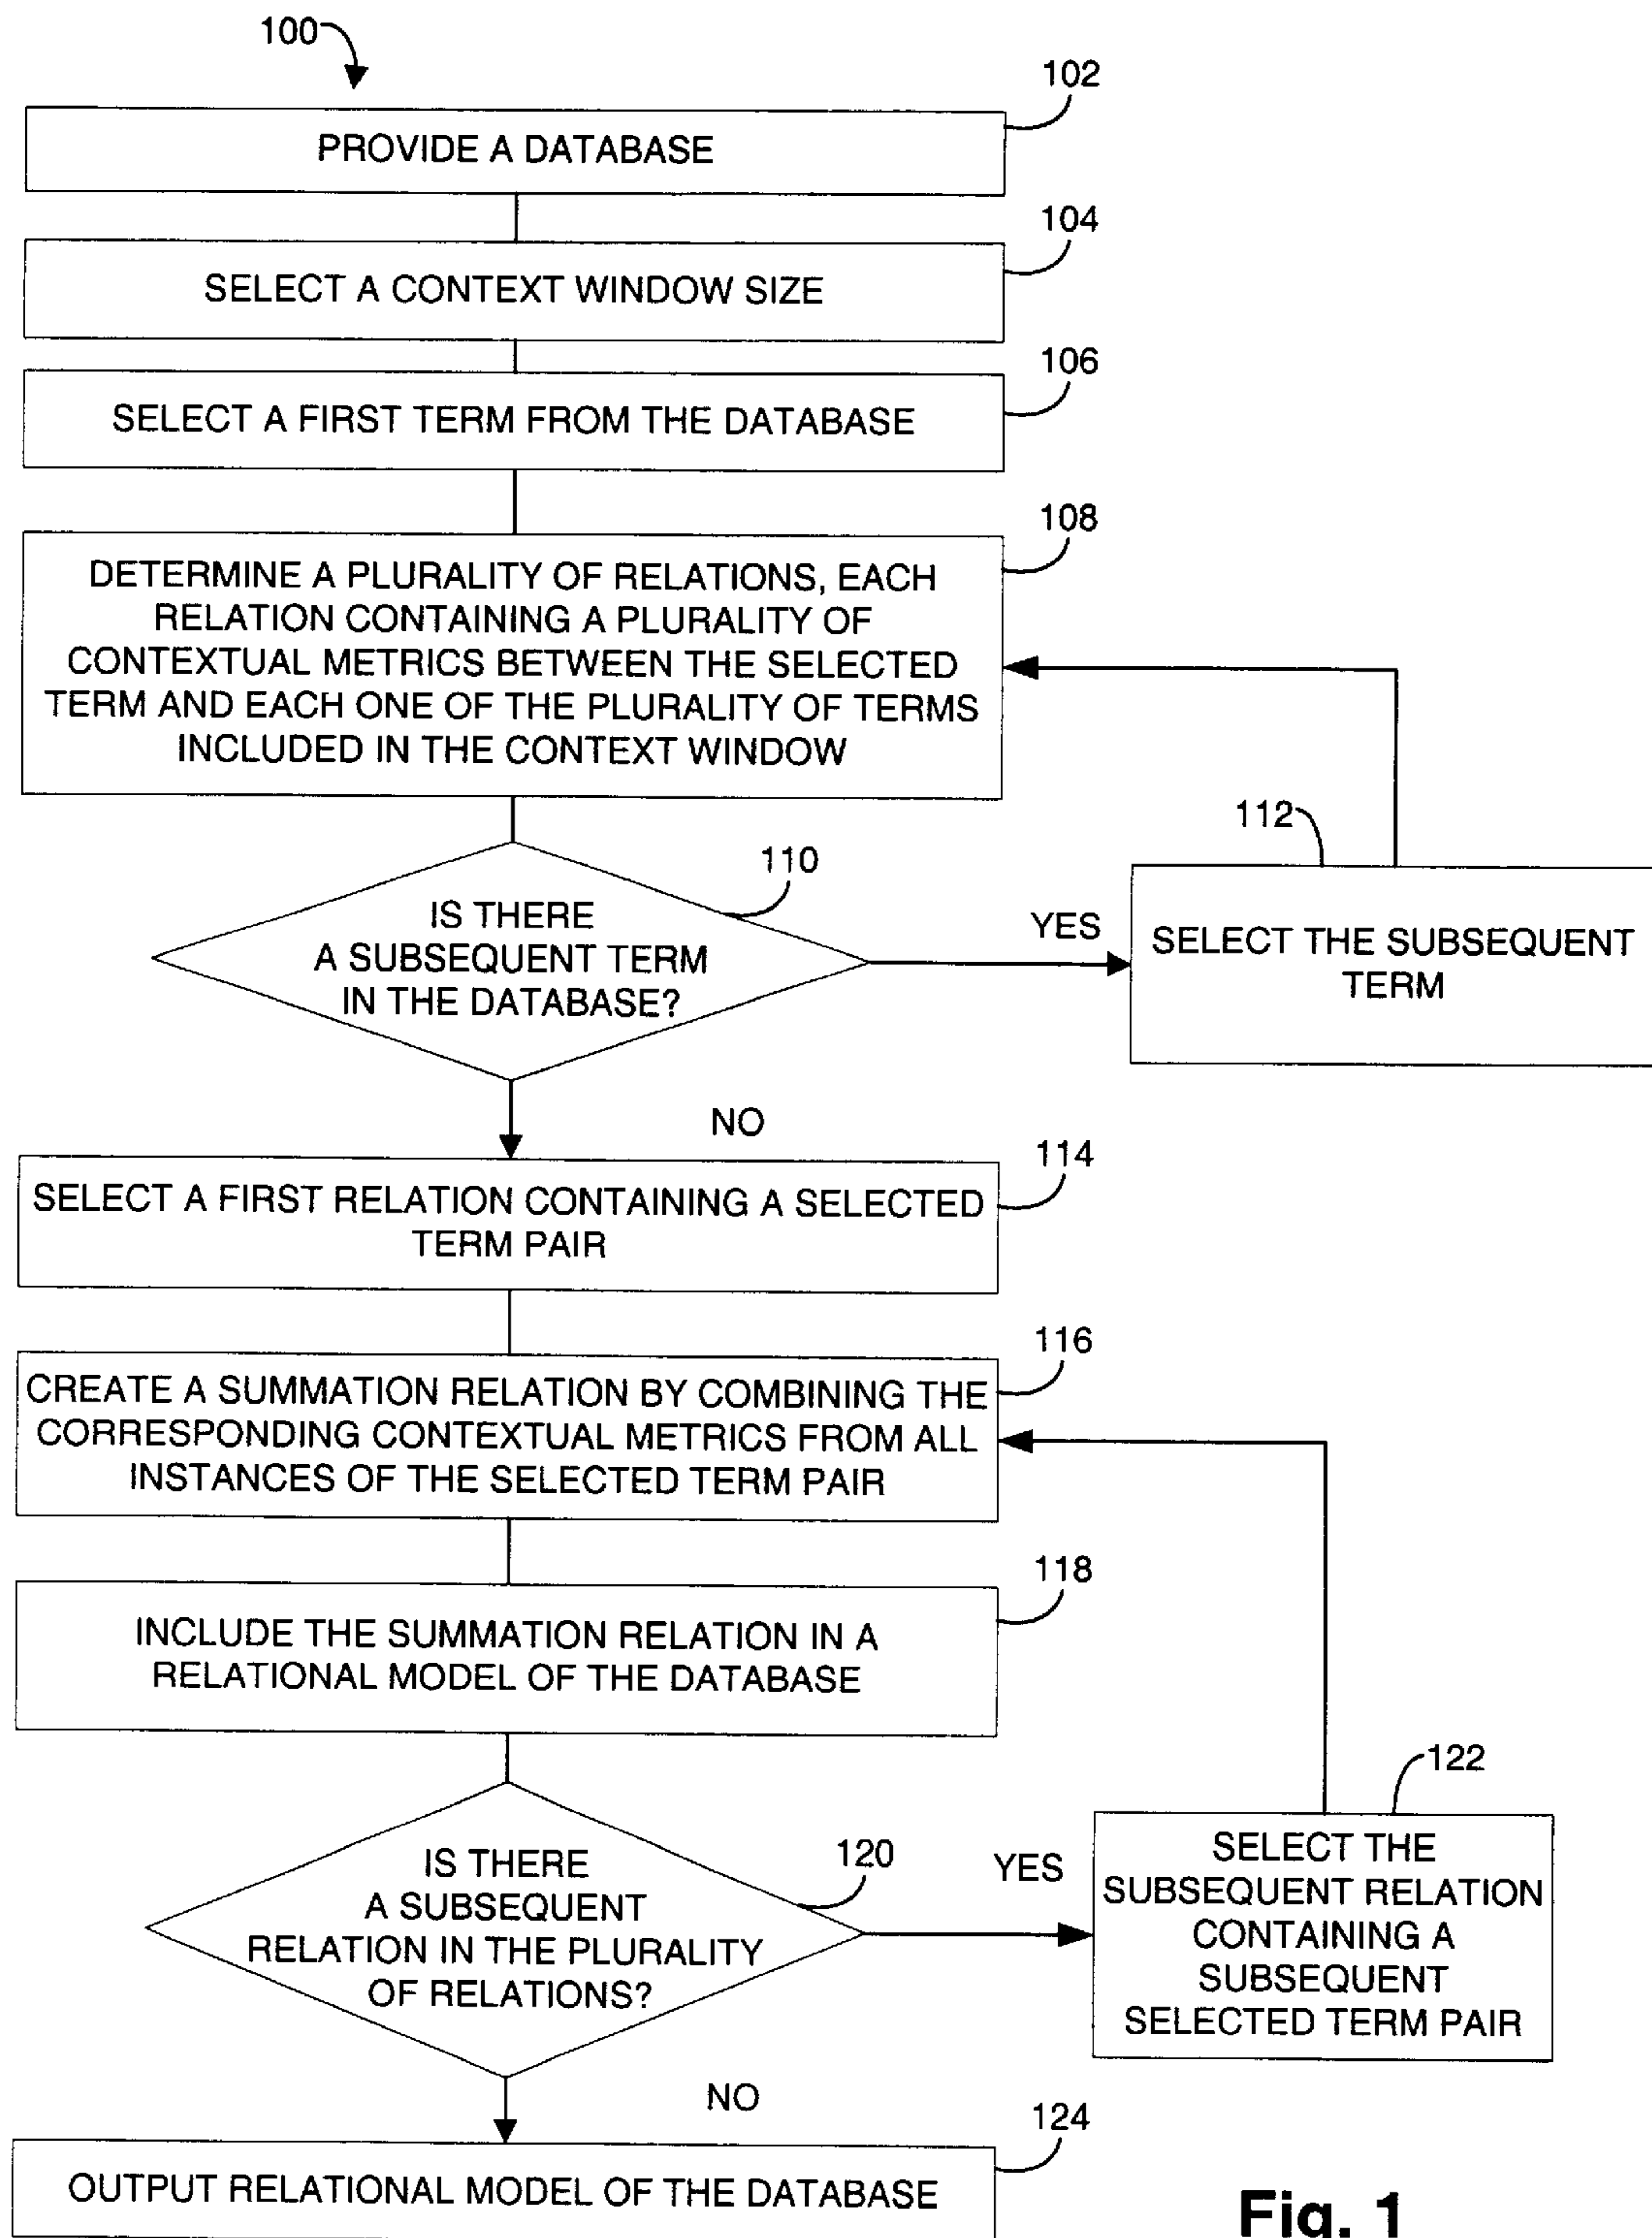 100
102
PROVIDE A DATABASE
104
SELECT A CONTEXT WINDOW SIZE
106
SELECT A FIRST TERM FROM THE DATABASE
108
DETERMINE A PLURALITY OF RELATIONS, EACH
RELATION CONTAINING A PLURALITY OF
CONTEXTUAL METRICS BETWEEN THE SELECTED
TERM AND EACH ONE OF THE PLURALITY OF TERMS
INCLUDED IN THE CONTEXT WINDOW
110
IS THERE
A SUBSEQUENT TERM
IN THE DATABASE?
YES
112
SELECT THE SUBSEQUENT
TERM
NO
114
SELECT A FIRST RELATION CONTAINING A SELECTED
TERM PAIR
116
CREATE A SUMMATION RELATION BY COMBINING THE
CORRESPONDING CONTEXTUAL METRICS FROM ALL
INSTANCES OF THE SELECTED TERM PAIR
118
INCLUDE THE SUMMATION RELATION IN A
RELATIONAL MODEL OF THE DATABASE
120
IS THERE
A SUBSEQUENT
RELATION IN THE PLURALITY
OF RELATIONS?
YES
122
SELECT THE
SUBSEQUENT RELATION
CONTAINING A
SUBSEQUENT
SELECTED TERM PAIR
NO
124
OUTPUT RELATIONAL MODEL OF THE DATABASE
Fig. 1